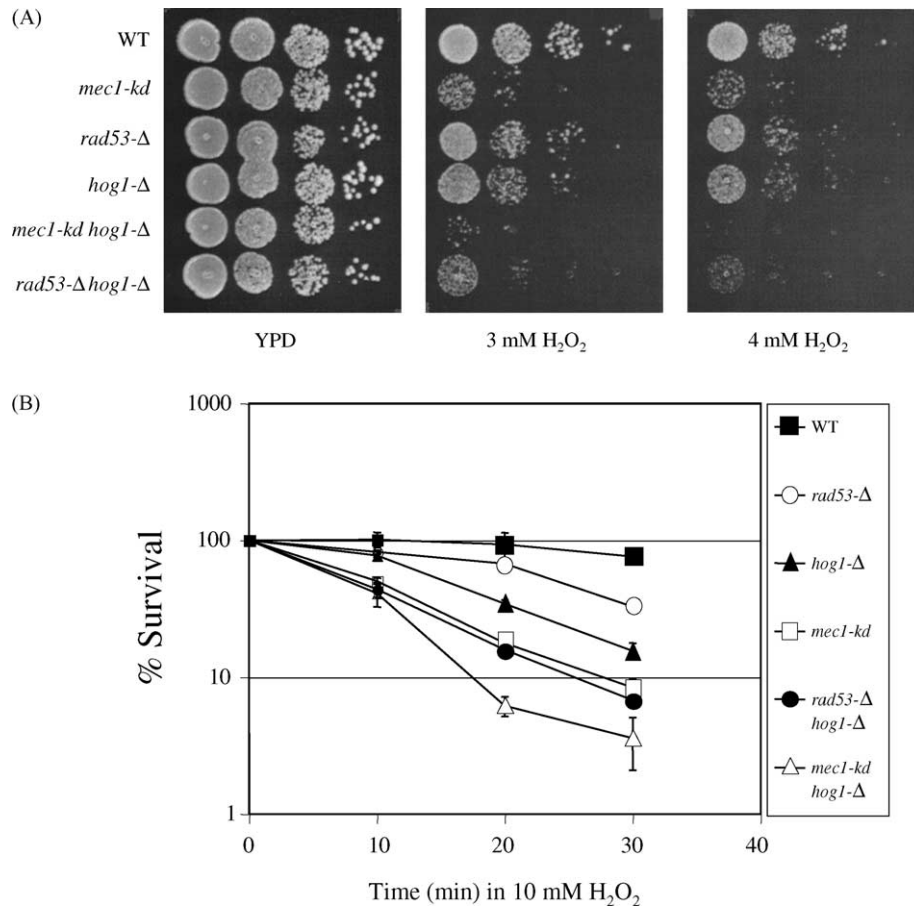 (A)
WT
mec1-kd
rad53-Δ
hog1-Δ
mec1-kd hog1-Δ
rad53-Δhog1-Δ
YPD
3 mM H₂O₂
4 mM H₂O₂
(B)
1000
100
10
1
% Survival
0
10
20
30
40
Time (min) in 10 mM H₂O₂
WT
rad53-Δ
hog1-Δ
mec1-kd
rad53-Δ
hog1-Δ
mec1-kd
hog1-Δ